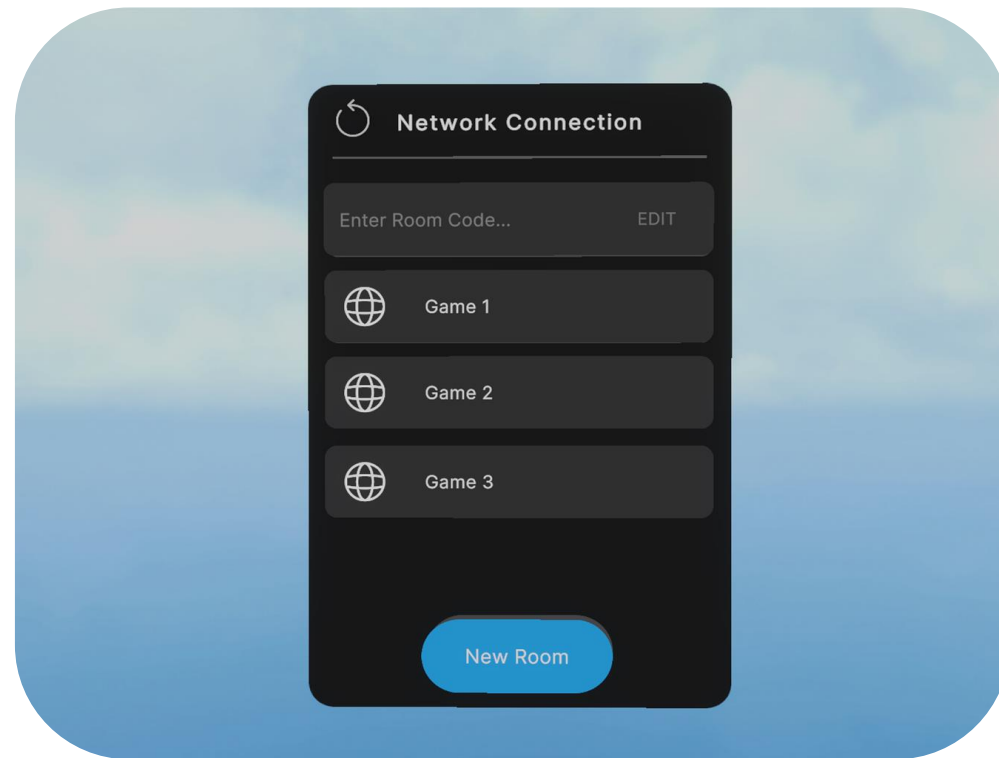 Network Connection
Enter Room Code... EDIT
Game 1
Game 2
Game 3
New Room